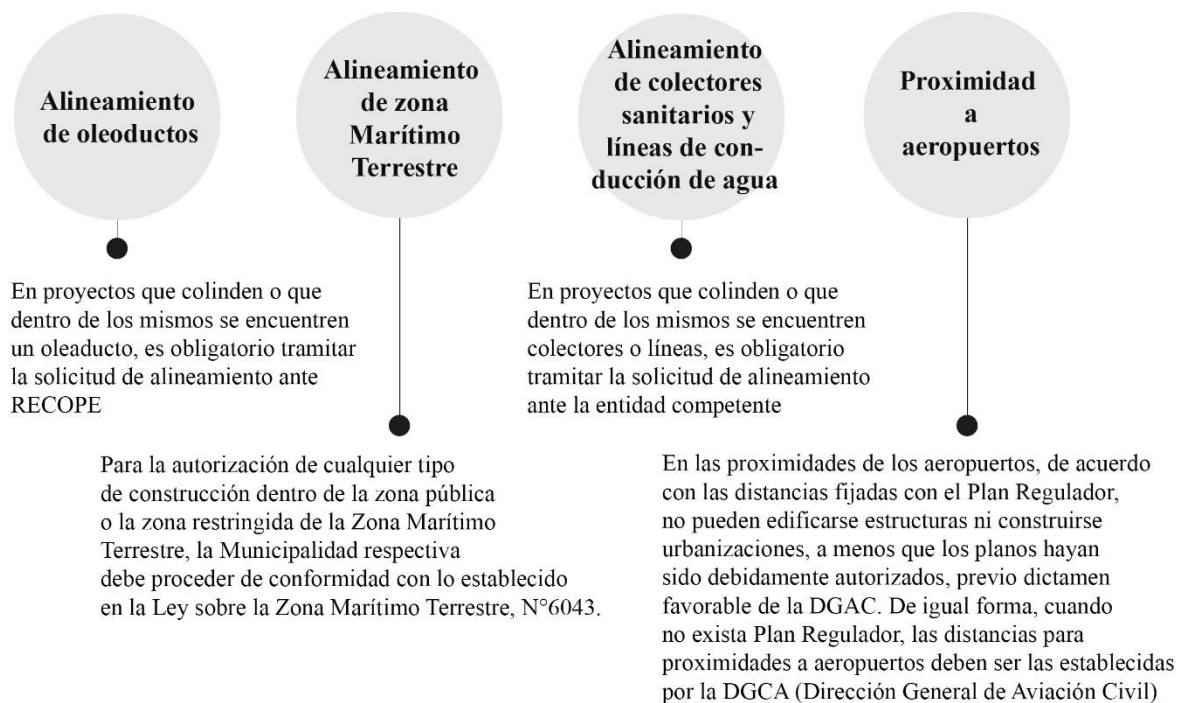 Alineamiento
de oleoductos
En proyectos que colinden o que
dentro de los mismos se encuentren
un oleaducto, es obligatorio tramitar
la solicitud de alineamiento ante
RECOPE
Alineamiento
de zona
Marítimo
Terrestre
Para la autorización de cualquier tipo
de construcción dentro de la zona pública
o la zona restringida de la Zona Marítimo
Terrestre, la Municipalidad respectiva
debe proceder de conformidad con lo establecido
en la Ley sobre la Zona Marítimo Terrestre, N°6043.
Alineamiento
de colectores
sanitarios y
líneas de con-
ducción de agua
En proyectos que colinden o que
dentro de los mismos se encuentren
colectores o líneas, es obligatorio
tramitar la solicitud de alineamiento
ante la entidad competente
Proximidad
a
aeropuertos
En las proximidades de los aeropuertos, de acuerdo
con las distancias fijadas con el Plan Regulador,
no pueden edificarse estructuras ni construirse
urbanizaciones, a menos que los planos hayan
sido debidamente autorizados, previo dictamen
favorable de la DGAC. De igual forma, cuando
no exista Plan Regulador, las distancias para
proximidades a aeropuertos deben ser las establecidas
por la DGCA (Dirección General de Aviación Civil)